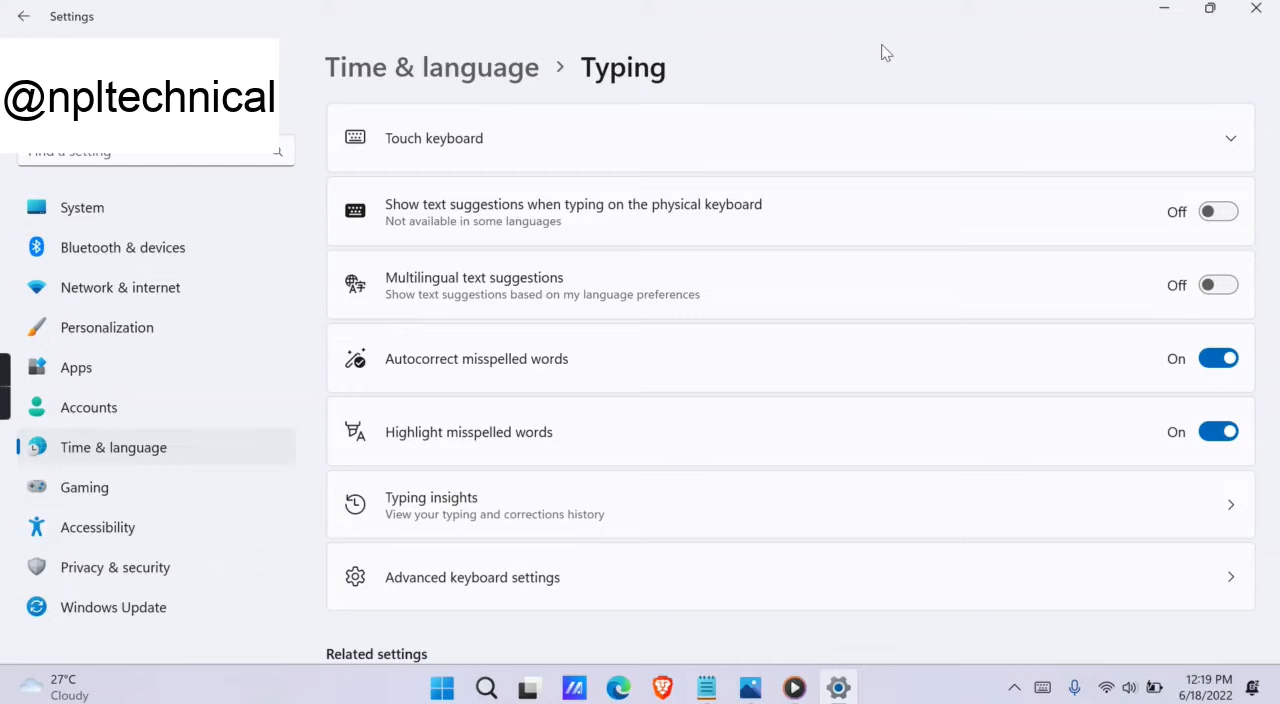 Settings
@npltechnical
Find a setting
System
Bluetooth & devices
Network & internet
Personalization
Apps
Accounts
Time & language
Gaming
Accessibility
Privacy & security
Windows Update
Time & language > Typing
Touch keyboard
Show text suggestions when typing on the physical keyboard
Not available in some languages
Off
Multilingual text suggestions
Show text suggestions based on my language preferences
Off
Autocorrect misspelled words
On
Highlight misspelled words
On
Typing insights
View your typing and corrections history
Advanced keyboard settings
Related settings
27°C
Cloudy
12:19 PM
6/18/2022